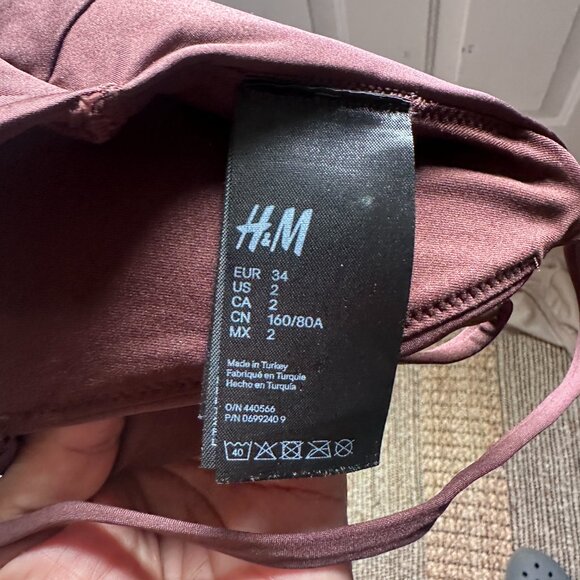 H&M
EUR 34
US 2
CA 2
CN 160/80A
MX 2
Made in Turkey
Fabriqué en Turquie
Hecho en Turquía
O/N 440566
P/N 0699240 9
40